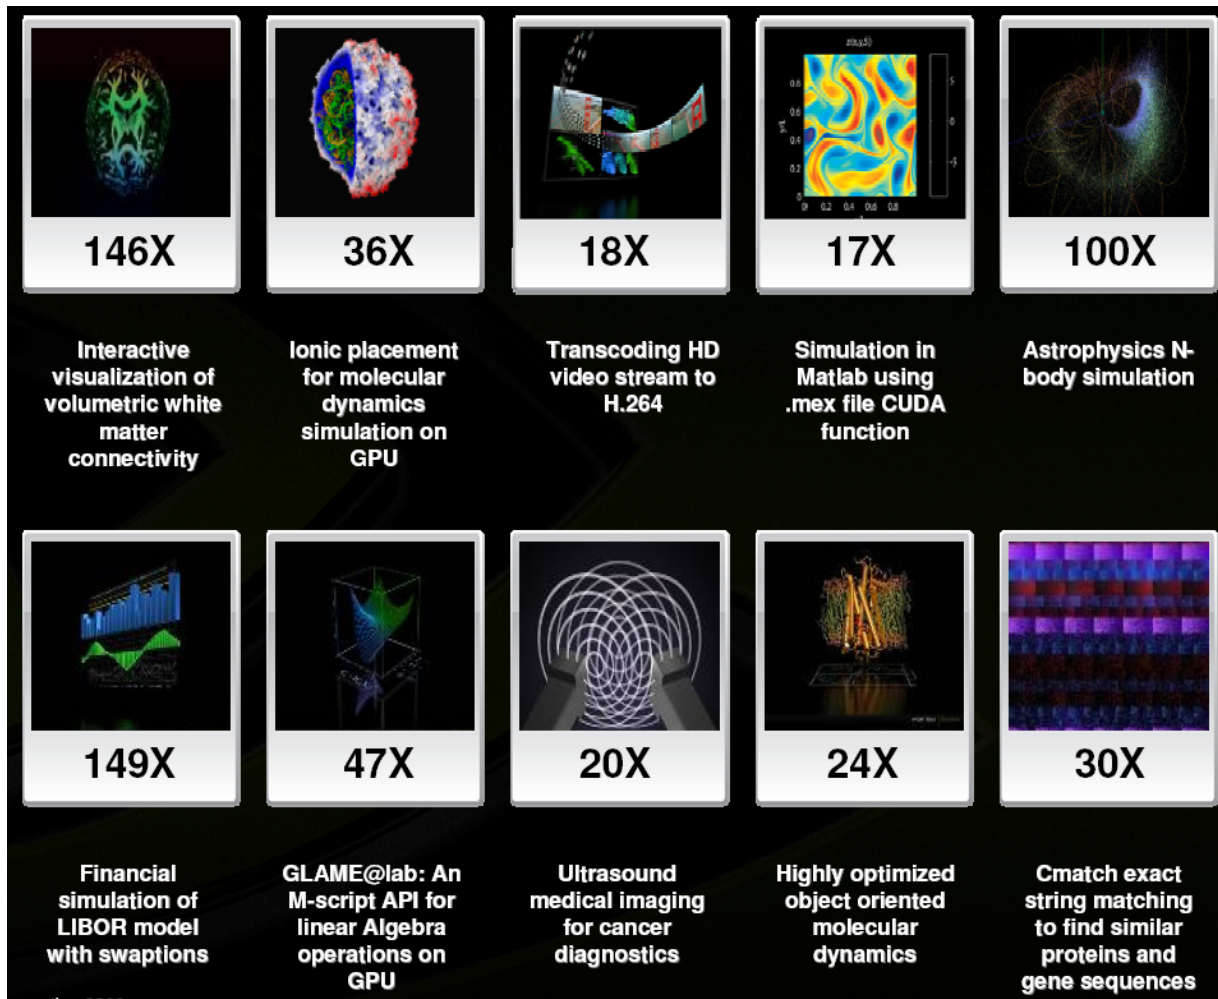 146X
36X
18X
17X
100X
Interactive
visualization of
volumetric white
matter
connectivity
Ionic placement
for molecular
dynamics
simulation on
GPU
Transcoding HD
video stream to
H.264
Simulation in
Matlab using
.mex file CUDA
function
Astrophysics N-
body simulation
149X
47X
20X
24X
30X
Financial
simulation of
LIBOR model
with swaptions
GLAME@lab: An
M-script API for
linear Algebra
operations on
GPU
Ultrasound
medical imaging
for cancer
diagnostics
Highly optimized
object oriented
molecular
dynamics
Cmatch exact
string matching
to find similar
proteins and
gene sequences